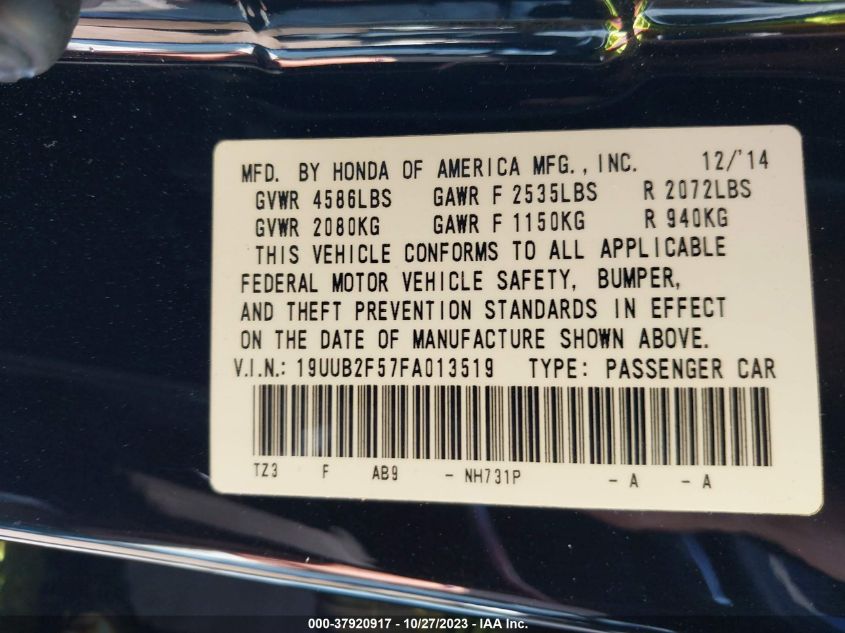 MFD. BY HONDA OF AMERICA MFG., INC. 12/'14
GVWR 4586LBS GAWR F 2535LBS R 2072LBS
GVWR 2080KG GAWR F 1150KG R 940KG
THIS VEHICLE CONFORMS TO ALL APPLICABLE
FEDERAL MOTOR VEHICLE SAFETY, BUMPER,
AND THEFT PREVENTION STANDARDS IN EFFECT
ON THE DATE OF MANUFACTURE SHOWN ABOVE.
V.I.N.: 19UUB2F57FA013519 TYPE: PASSENGER CAR
TZ3 F AB9 - NH731P - A - A
000-37920917 - 10/27/2023 - IAA Inc.